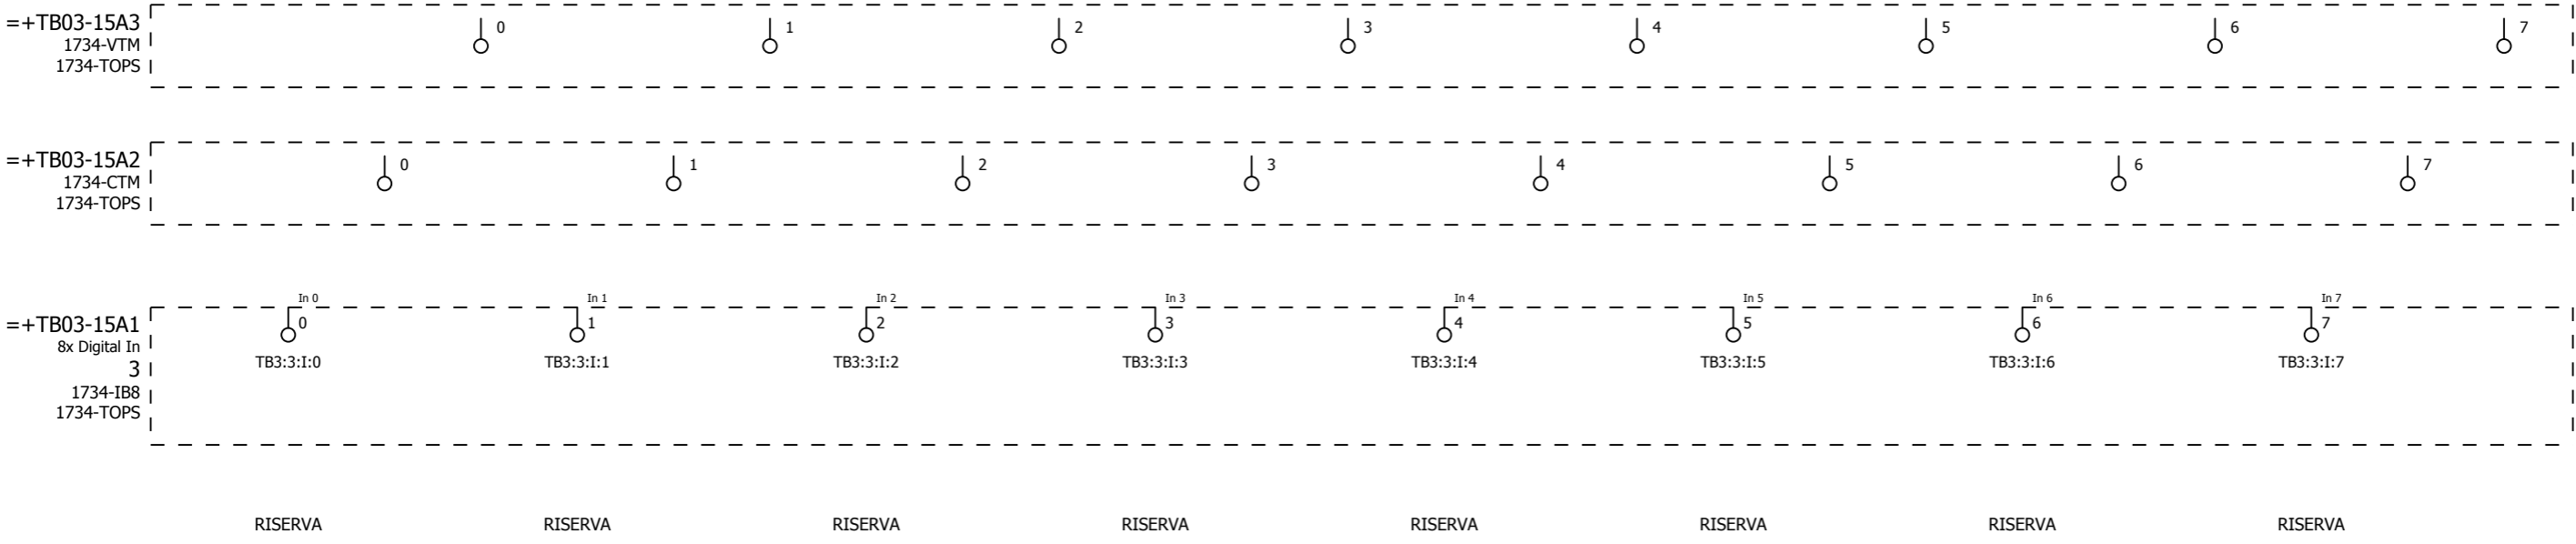 =+TB03-15A3
1734-VTM
1734-TOPS
0 1 2 3 4 5 6 7
=+TB03-15A2
1734-CTM
1734-TOPS
0 1 2 3 4 5 6 7
=+TB03-15A1
8x Digital In
3
1734-IB8
1734-TOPS
In 0 In 1 In 2 In 3 In 4 In 5 In 6 In 7
0 1 2 3 4 5 6 7
TB3:3:I:0 TB3:3:I:1 TB3:3:I:2 TB3:3:I:3 TB3:3:I:4 TB3:3:I:5 TB3:3:I:6 TB3:3:I:7
RISERVA RISERVA RISERVA RISERVA RISERVA RISERVA RISERVA RISERVA